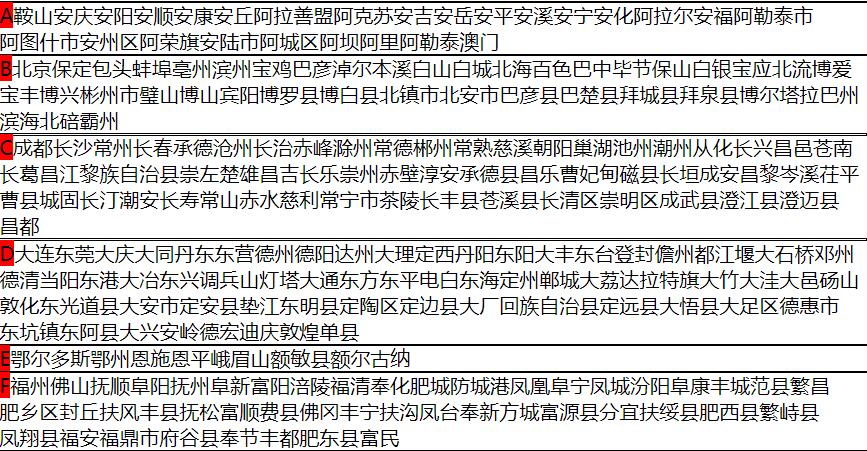 A鞍山安庆安阳安顺安康安丘阿拉善盟阿克苏安吉安岳安平安溪安宁安化阿拉尔安福阿勒泰市
阿图什市安州区阿荣旗安陆市阿城区阿坝阿里阿勒泰澳门
B北京保定包头蚌埠亳州滨州宝鸡巴彦淖尔本溪白山白城北海百色巴中毕节保山白银宝应北流博爱
宝丰博兴彬州市璧山博山宾阳博罗县博白县北镇市北安市巴彦县巴楚县拜城县拜泉县博尔塔拉巴州
滨海北碚霸州
C成都长沙常州长春承德沧州长治赤峰滁州常德郴州常熟慈溪朝阳巢湖池州潮州从化长兴昌邑苍南
长葛昌江黎族自治县崇左楚雄昌吉长乐崇州赤壁淳安承德县昌乐曹妃甸磁县长垣成安昌黎岑溪茌平
曹县城固长汀潮安长寿常山赤水慈利常宁市茶陵长丰县苍溪县长清区崇明区成武县澄江县澄迈县
昌都
D大连东莞大庆大同丹东东营德州德阳达州大理定西丹阳东阳大丰东台登封儋州都江堰大石桥邓州
德清当阳东港大冶东兴调兵山灯塔大通东方东平电白东海定州郸城大荔达拉特旗大竹大洼大邑砀山
敦化东光道县大安市定安县垫江东明县定陶区定边县大厂回族自治县定远县大悟县大足区德惠市
东坑镇东阿县大兴安岭德宏迪庆敦煌单县
E鄂尔多斯鄂州恩施恩平峨眉山额敏县额尔古纳
F福州佛山抚顺阜阳抚州阜新富阳涪陵福清奉化肥城防城港凤凰阜宁凤城汾阳阜康丰城范县繁昌
肥乡区封丘扶风丰县抚松富顺费县佛冈丰宁扶沟凤台奉新方城富源县分宜扶绥县肥西县繁峙县
凤翔县福安福鼎市府谷县奉节丰都肥东县富民